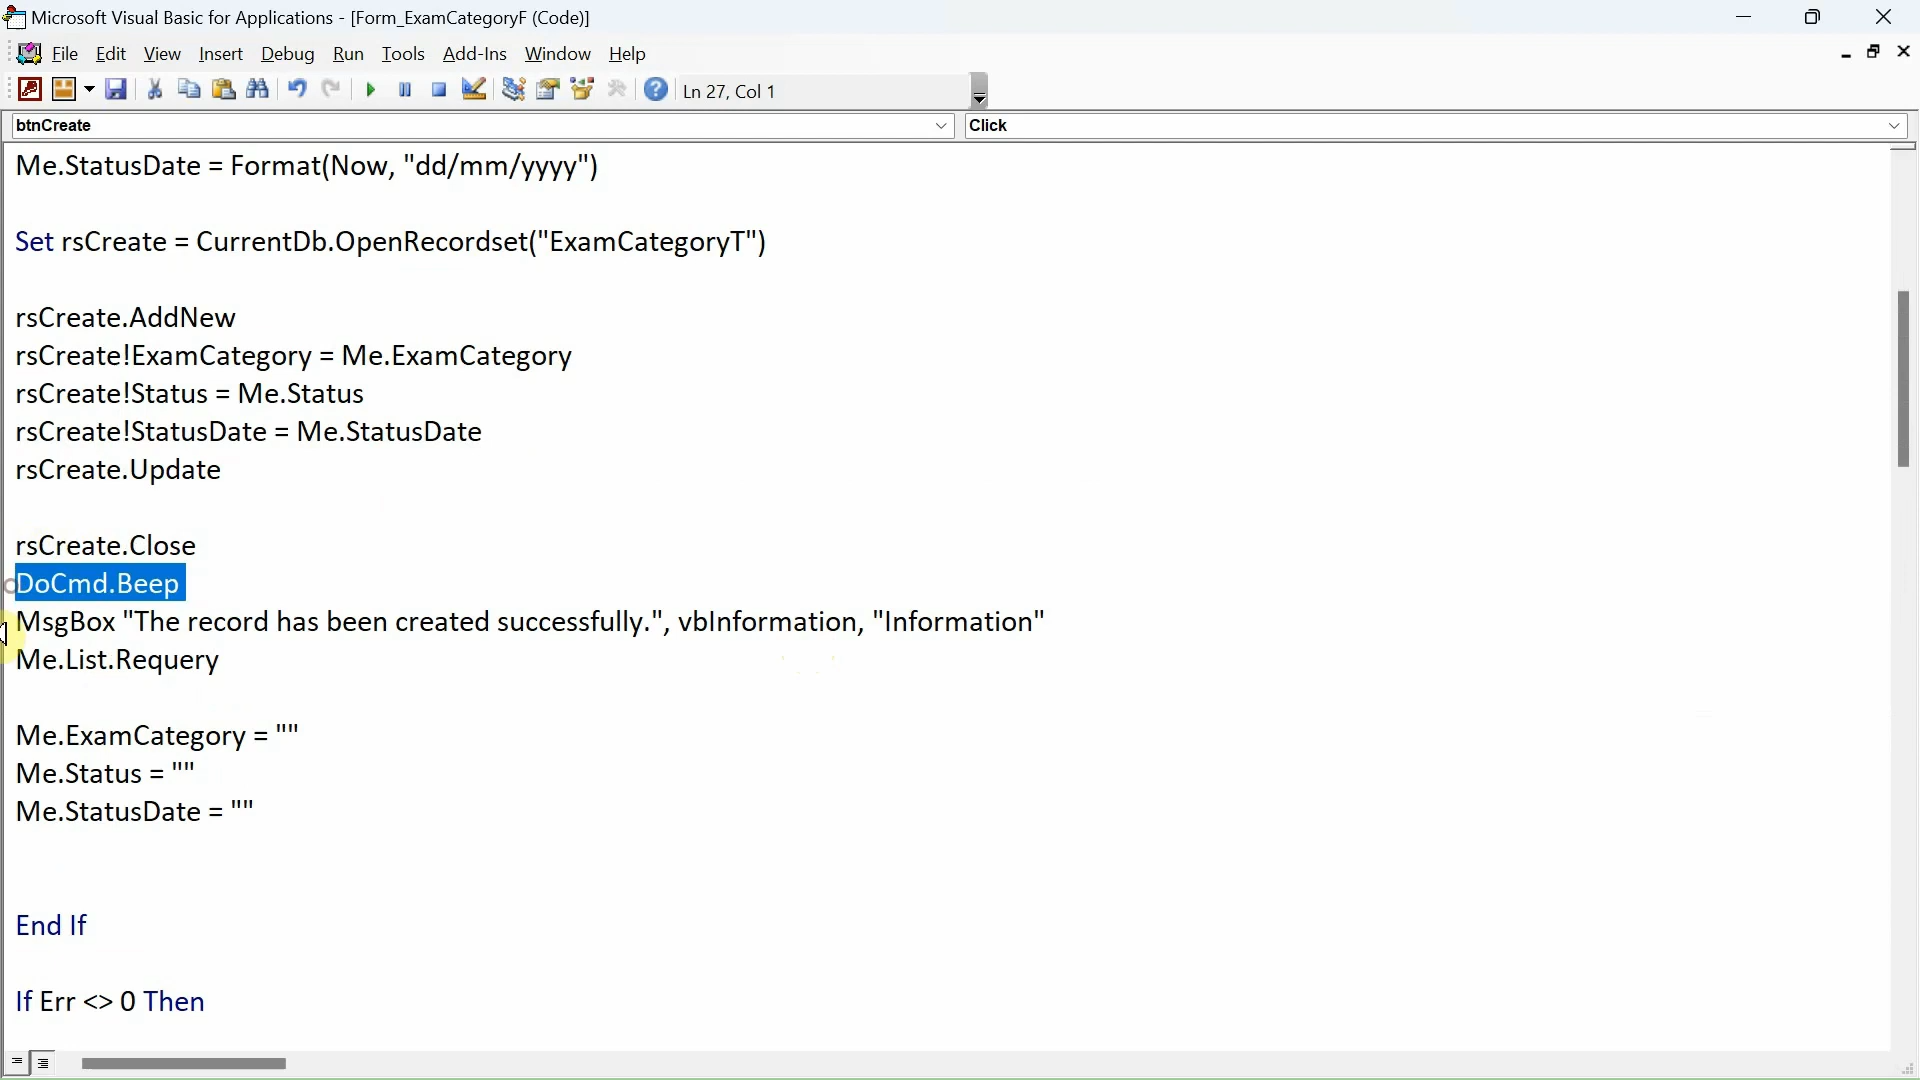 Microsoft Visual Basic for Applications - [Form_ExamCategoryF (Code)]
File Edit View Insert Debug Run Tools Add-Ins Window Help
Ln 27, Col 1
btnCreate Click
Me.StatusDate = Format(Now, "dd/mm/yyyy")
Set rsCreate = CurrentDb.OpenRecordset("ExamCategoryT")
rsCreate.AddNew
rsCreate!ExamCategory = Me.ExamCategory
rsCreate!Status = Me.Status
rsCreate!StatusDate = Me.StatusDate
rsCreate.Update
rsCreate.Close
DoCmd.Beep
MsgBox "The record has been created successfully.", vbInformation, "Information"
Me.List.Requery
Me.ExamCategory = ""
Me.Status = ""
Me.StatusDate = ""
End If
If Err <> 0 Then